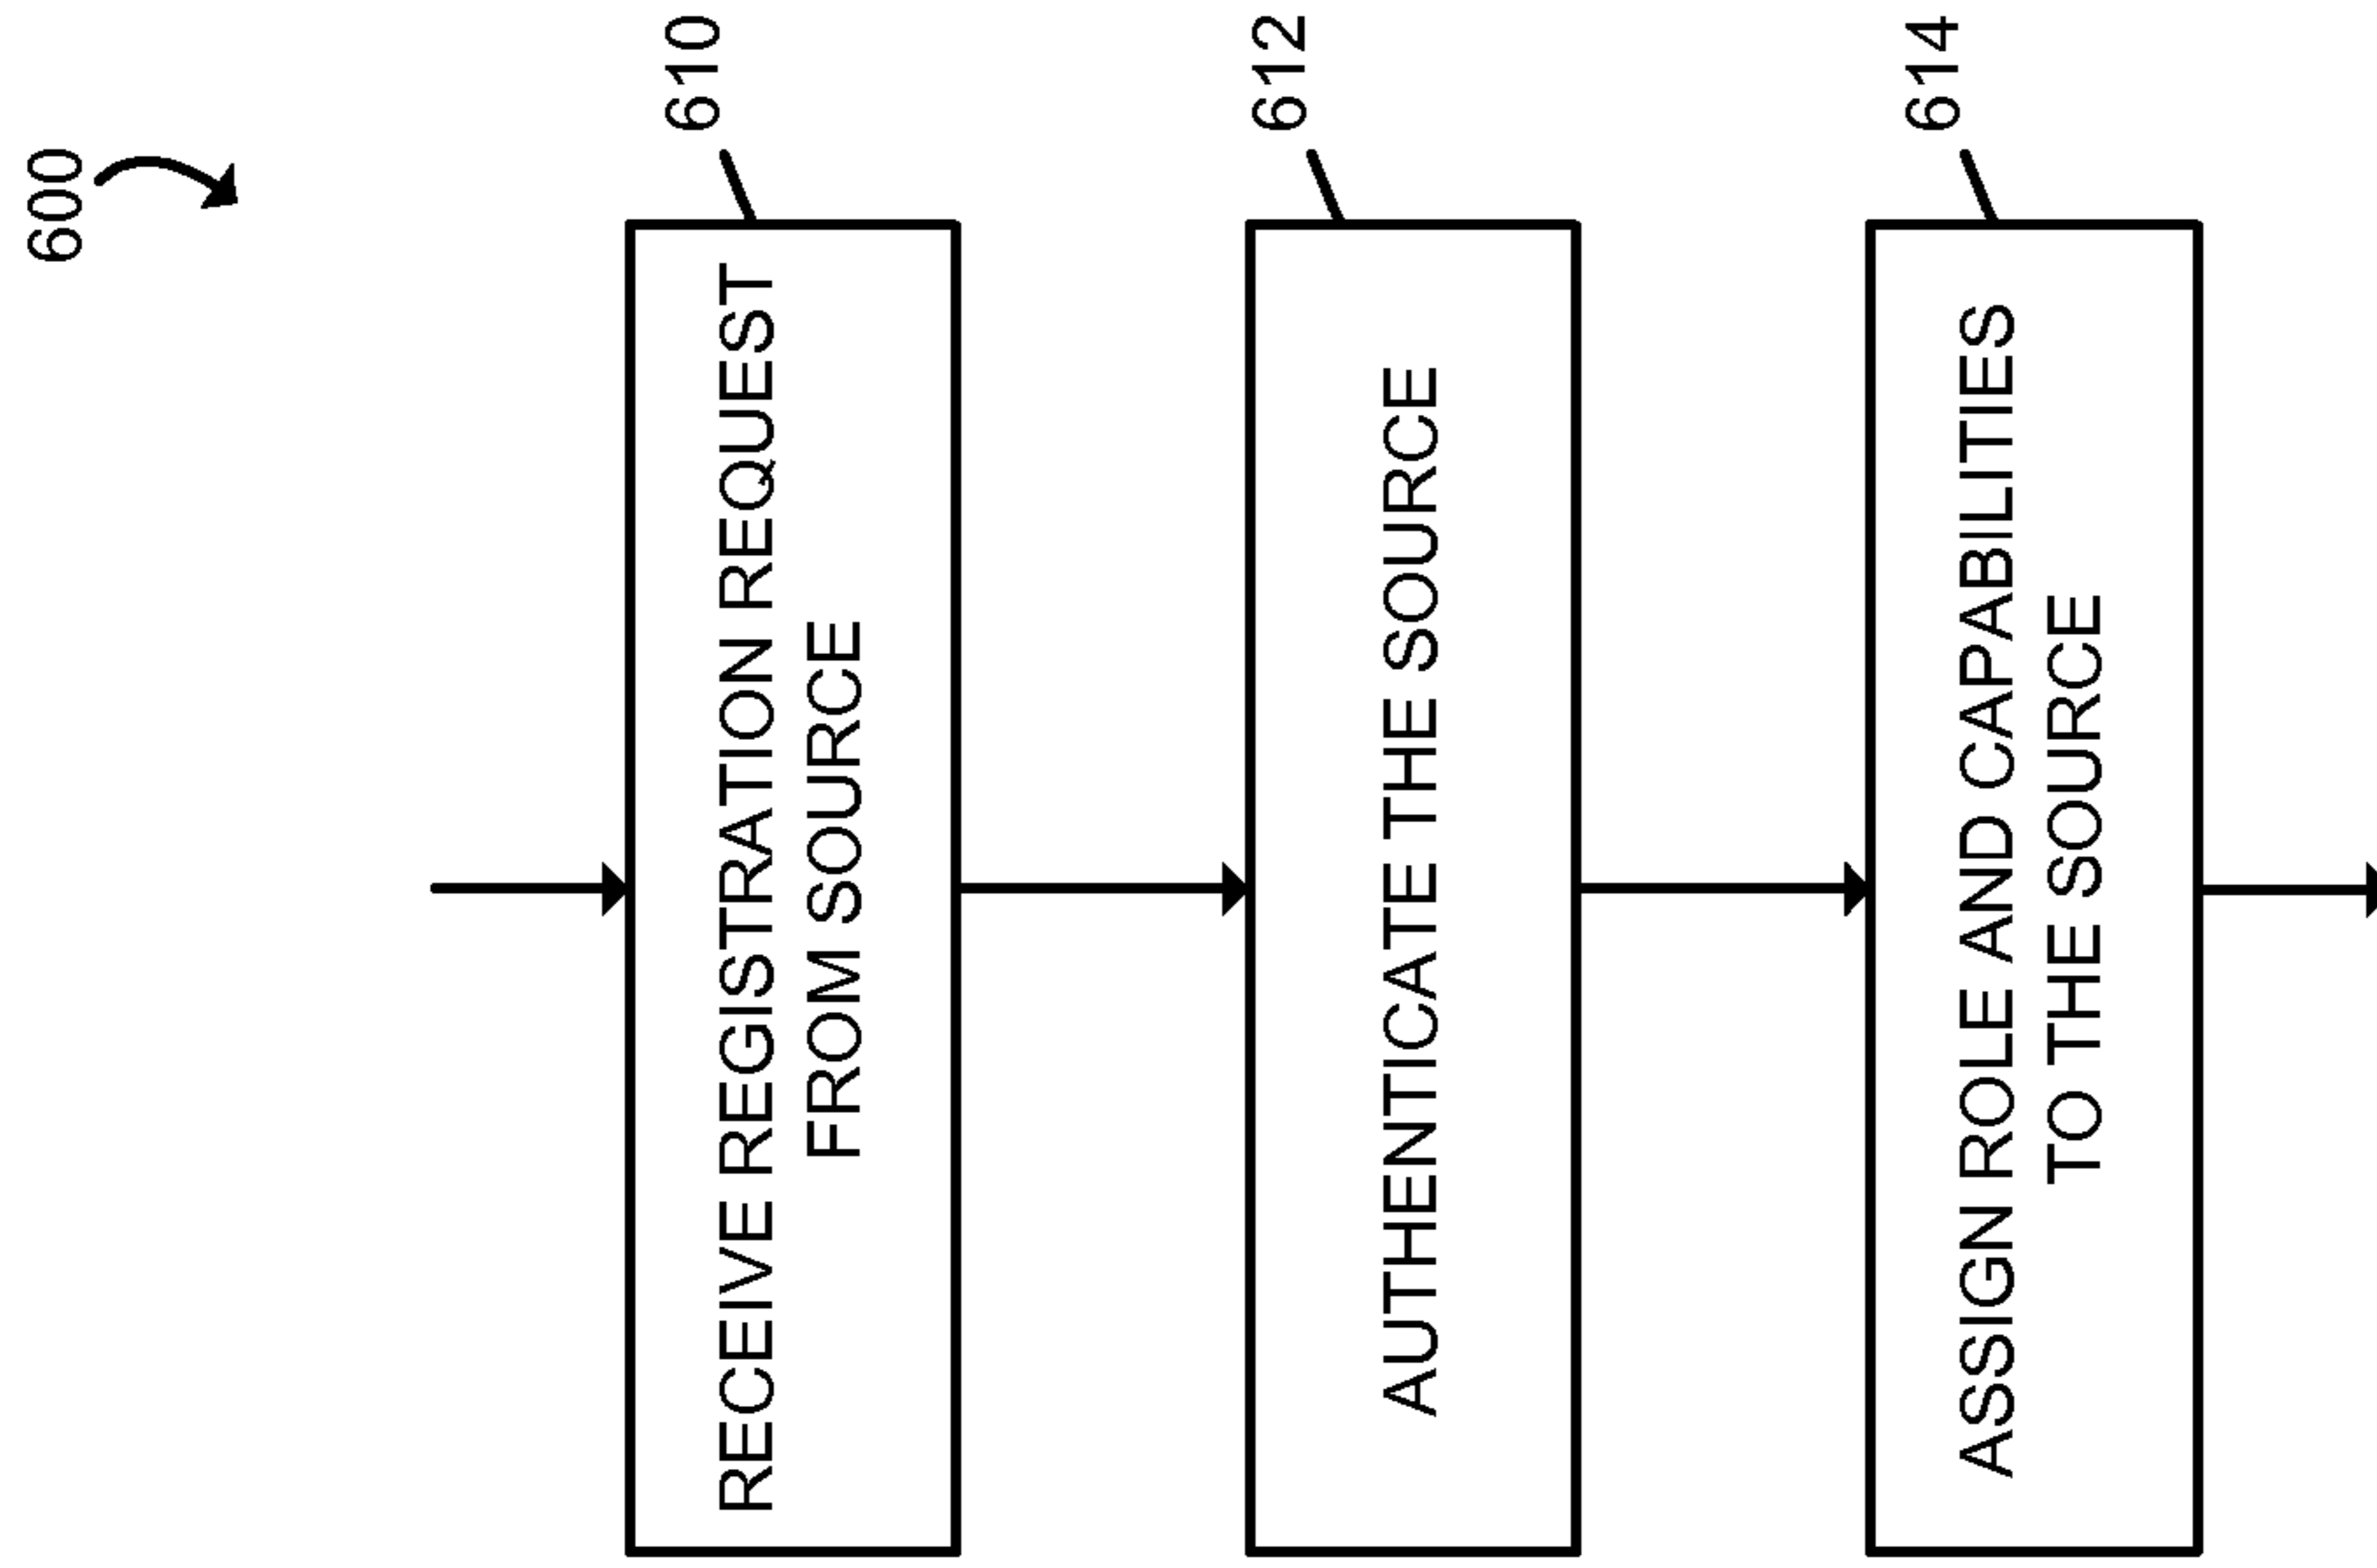 600
610
RECEIVE REGISTRATION REQUEST
FROM SOURCE
612
AUTHENTICATE THE SOURCE
614
ASSIGN ROLE AND CAPABILITIES
TO THE SOURCE